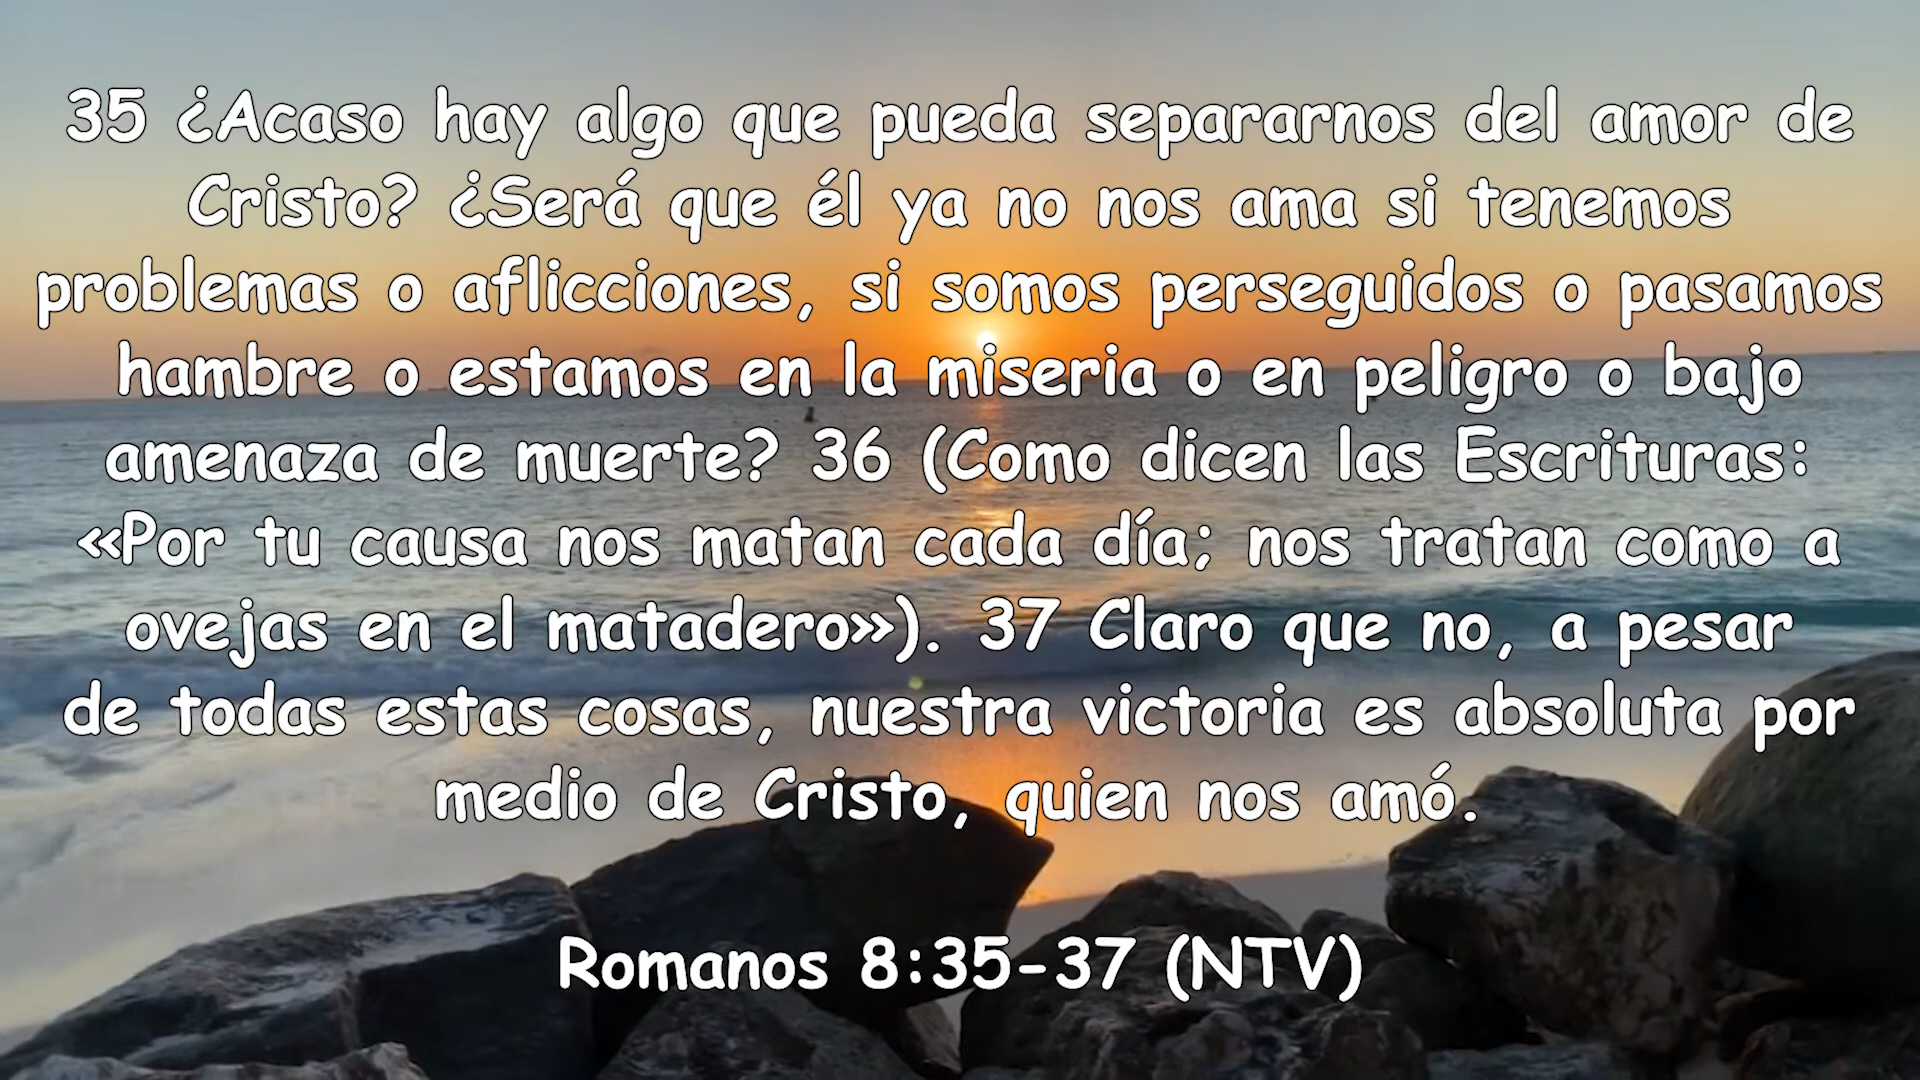 35 ¿Acaso hay algo que pueda separarnos del amor de
Cristo? ¿Será que él ya no nos ama si tenemos
problemas o aflicciones, si somos perseguidos o pasamos
hambre o estamos en la miseria o en peligro o bajo
amenaza de muerte? 36 (Como dicen las Escrituras:
«Por tu causa nos matan cada día; nos tratan como a
ovejas en el matadero»). 37 Claro que no, a pesar
de todas estas cosas, nuestra victoria es absoluta por
medio de Cristo, quien nos amó.
Romanos 8:35-37 (NTV)